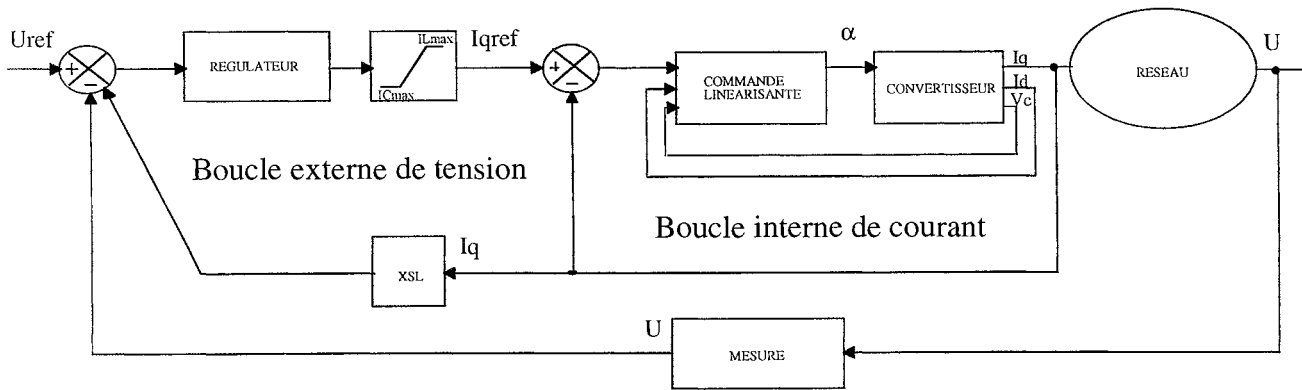 Uref
+
−
REGULATEUR
ILmax
ICmax
Iqref
+
−
COMMANDE
LINEARISANTE
α
CONVERTISSEUR
Iq
Id
Vc
RESEAU
U
Boucle externe de tension
Boucle interne de courant
XSL
Iq
U
MESURE